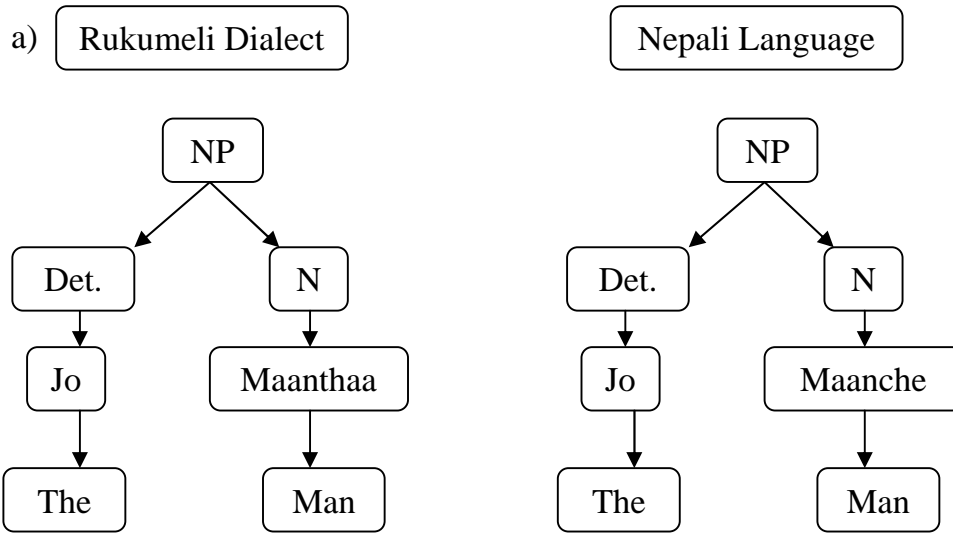 a) Rukumeli Dialect Nepali Language
NP NP
Det. N Det. N
Jo Maanthaa Jo Maanche
The Man The Man